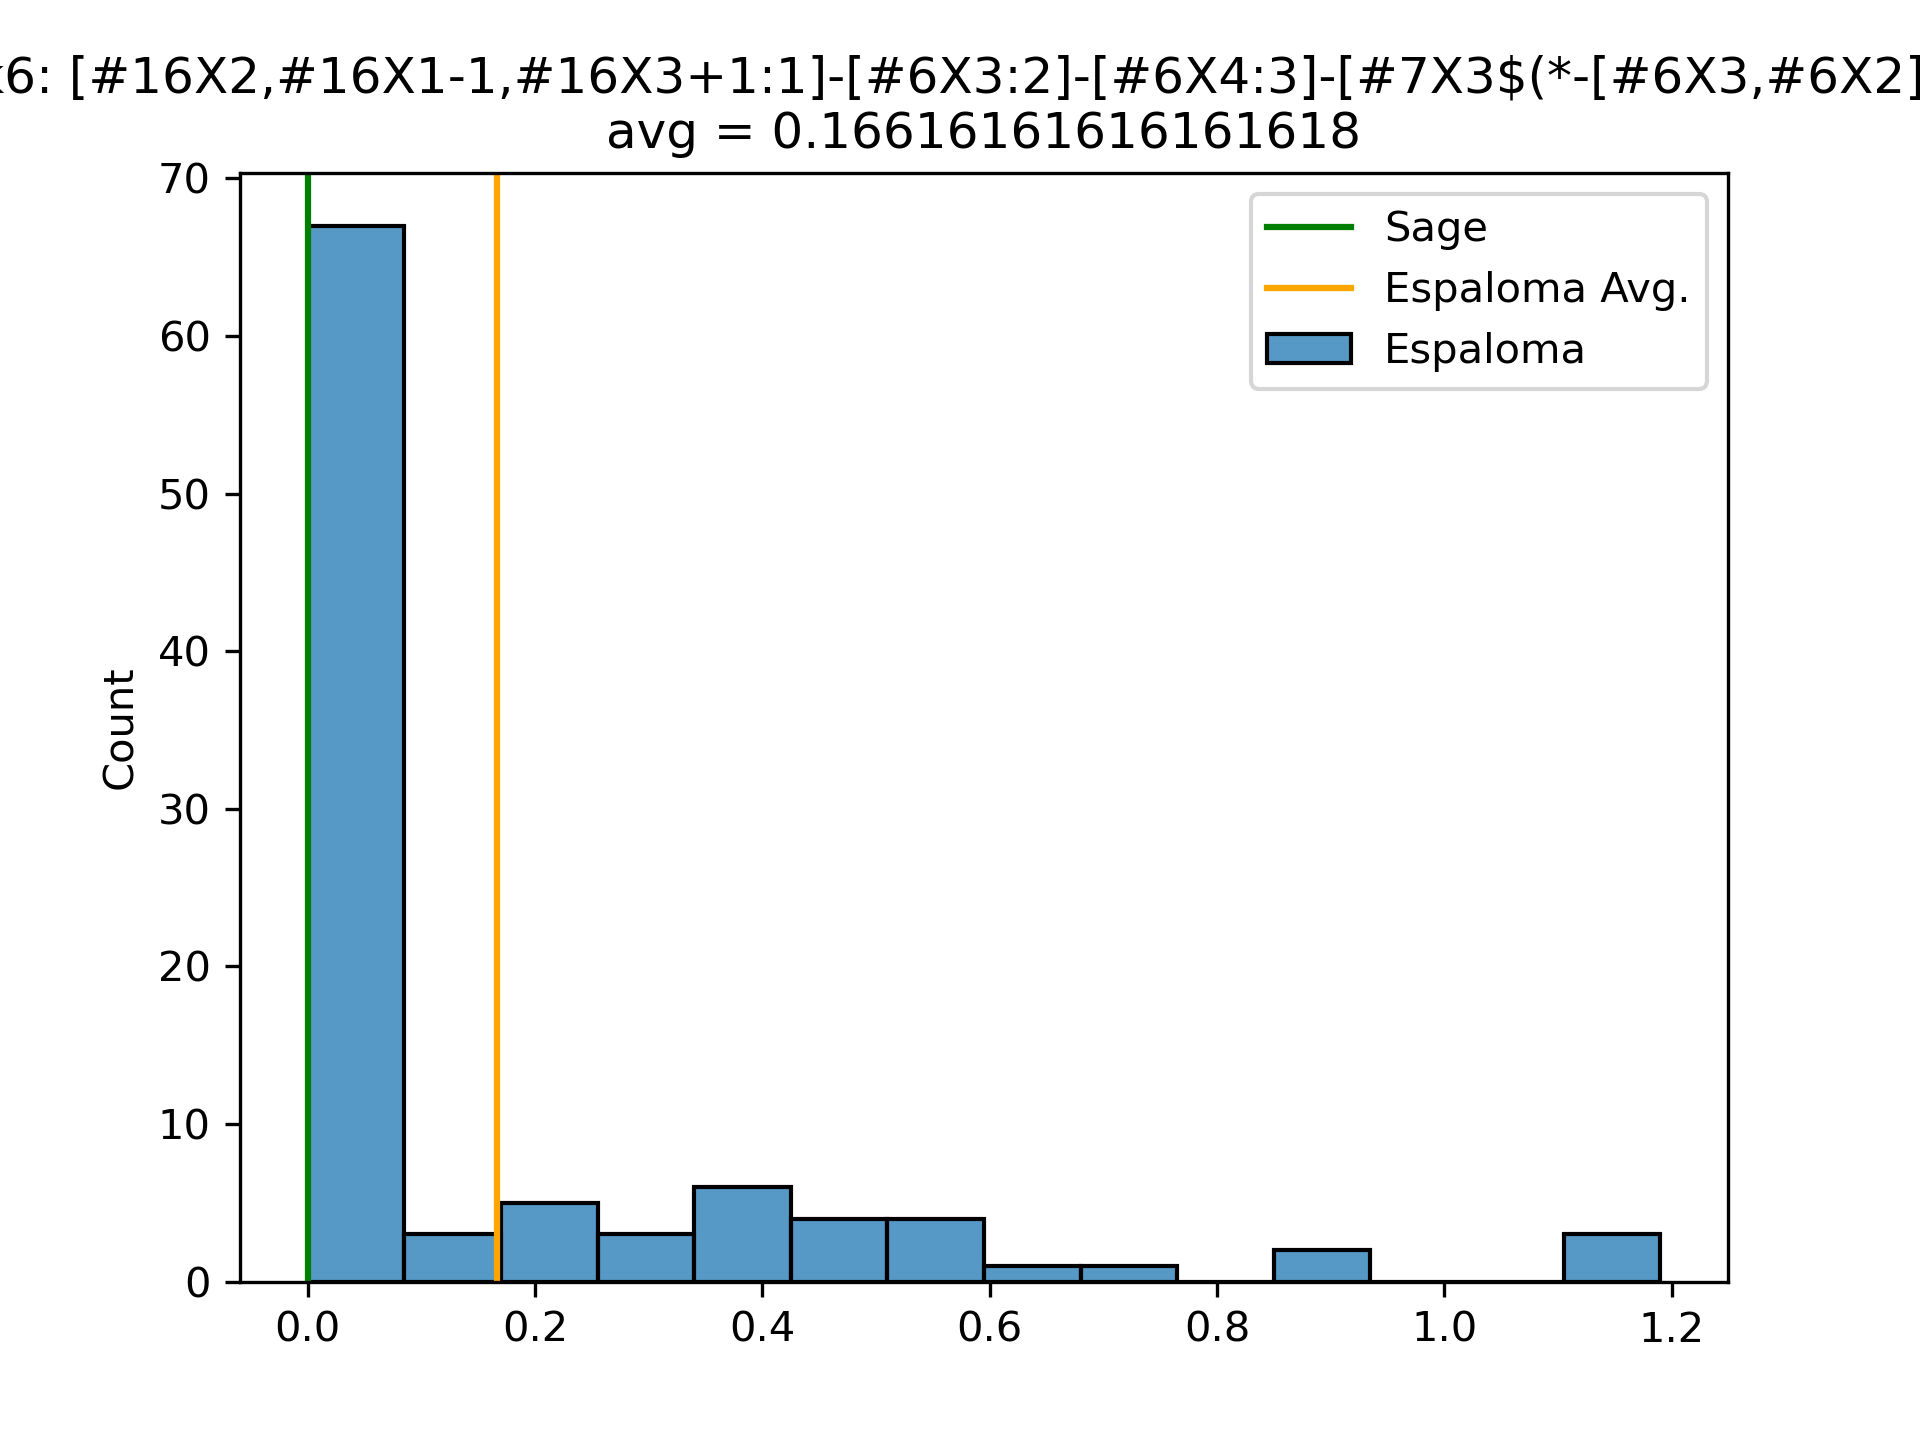 6: [#16X2,#16X1-1,#16X3+1:1]-[#6X3:2]-[#6X4:3]-[#7X3$(*-[#6X3,#6X2]
avg = 0.16616161616161618
70
60
50
40
30
20
10
0
Count
0.0 0.2 0.4 0.6 0.8 1.0 1.2
Sage
Espaloma Avg.
Espaloma